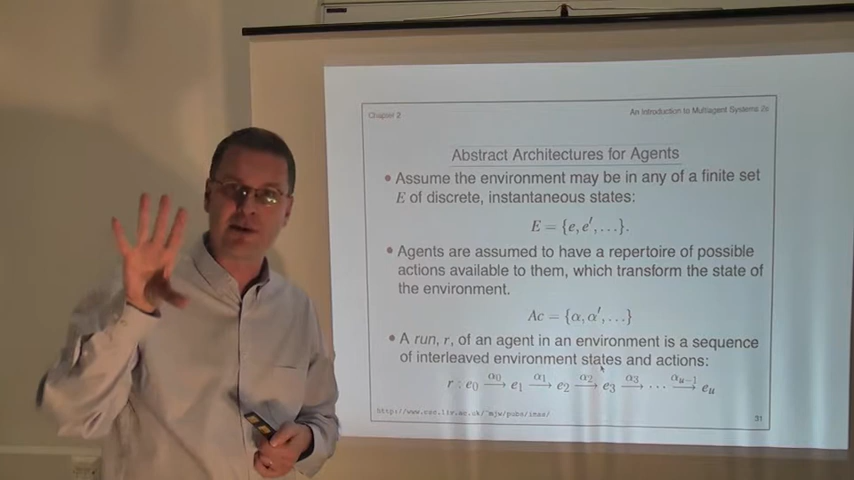 Chapter 2
An Introduction to Multiagent Systems 2e
Abstract Architectures for Agents
• Assume the environment may be in any of a finite set
E of discrete, instantaneous states:
E = {e, e′, …}.
• Agents are assumed to have a repertoire of possible
actions available to them, which transform the state of
the environment.
Ac = {α, α′, …}
• A run, r, of an agent in an environment is a sequence
of interleaved environment states and actions:
r : e₀ —α₀→ e₁ —α₁→ e₂ —α₂→ e₃ —α₃→ ⋯ —αᵤ₋₁→ eᵤ
http://www.csc.liv.ac.uk/~mjw/pubs/imas/
31